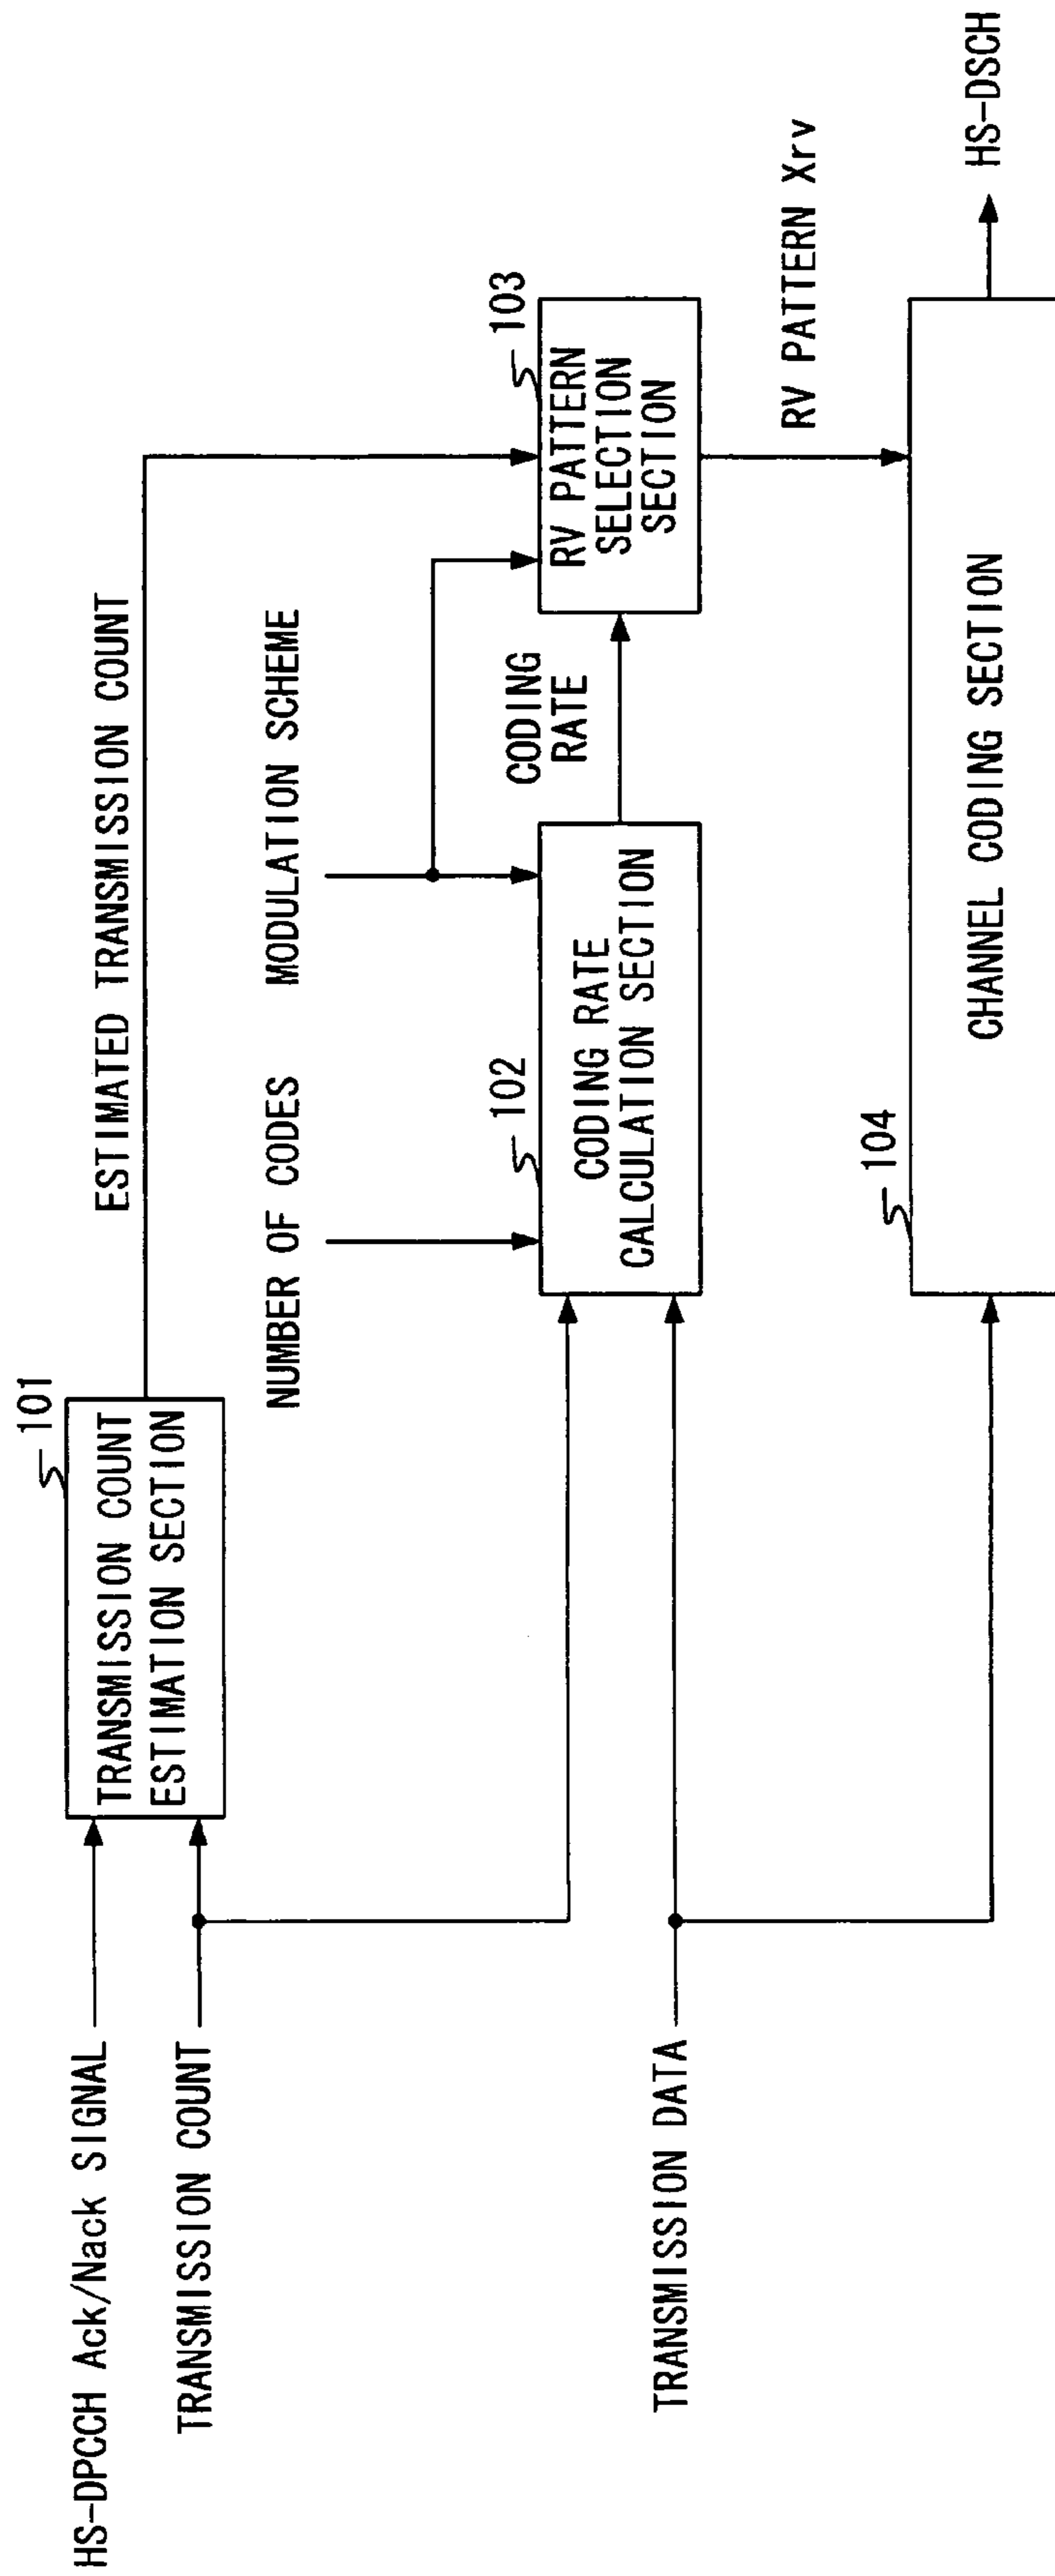 HS-DPCCH Ack/Nack SIGNAL
TRANSMISSION COUNT
101
TRANSMISSION COUNT
ESTIMATION SECTION
ESTIMATED TRANSMISSION COUNT
NUMBER OF CODES
MODULATION SCHEME
TRANSMISSION DATA
102
CODING RATE
CALCULATION SECTION
CODING
RATE
103
RV PATTERN
SELECTION
SECTION
RV PATTERN Xrv
104
CHANNEL CODING SECTION
HS-DSCH